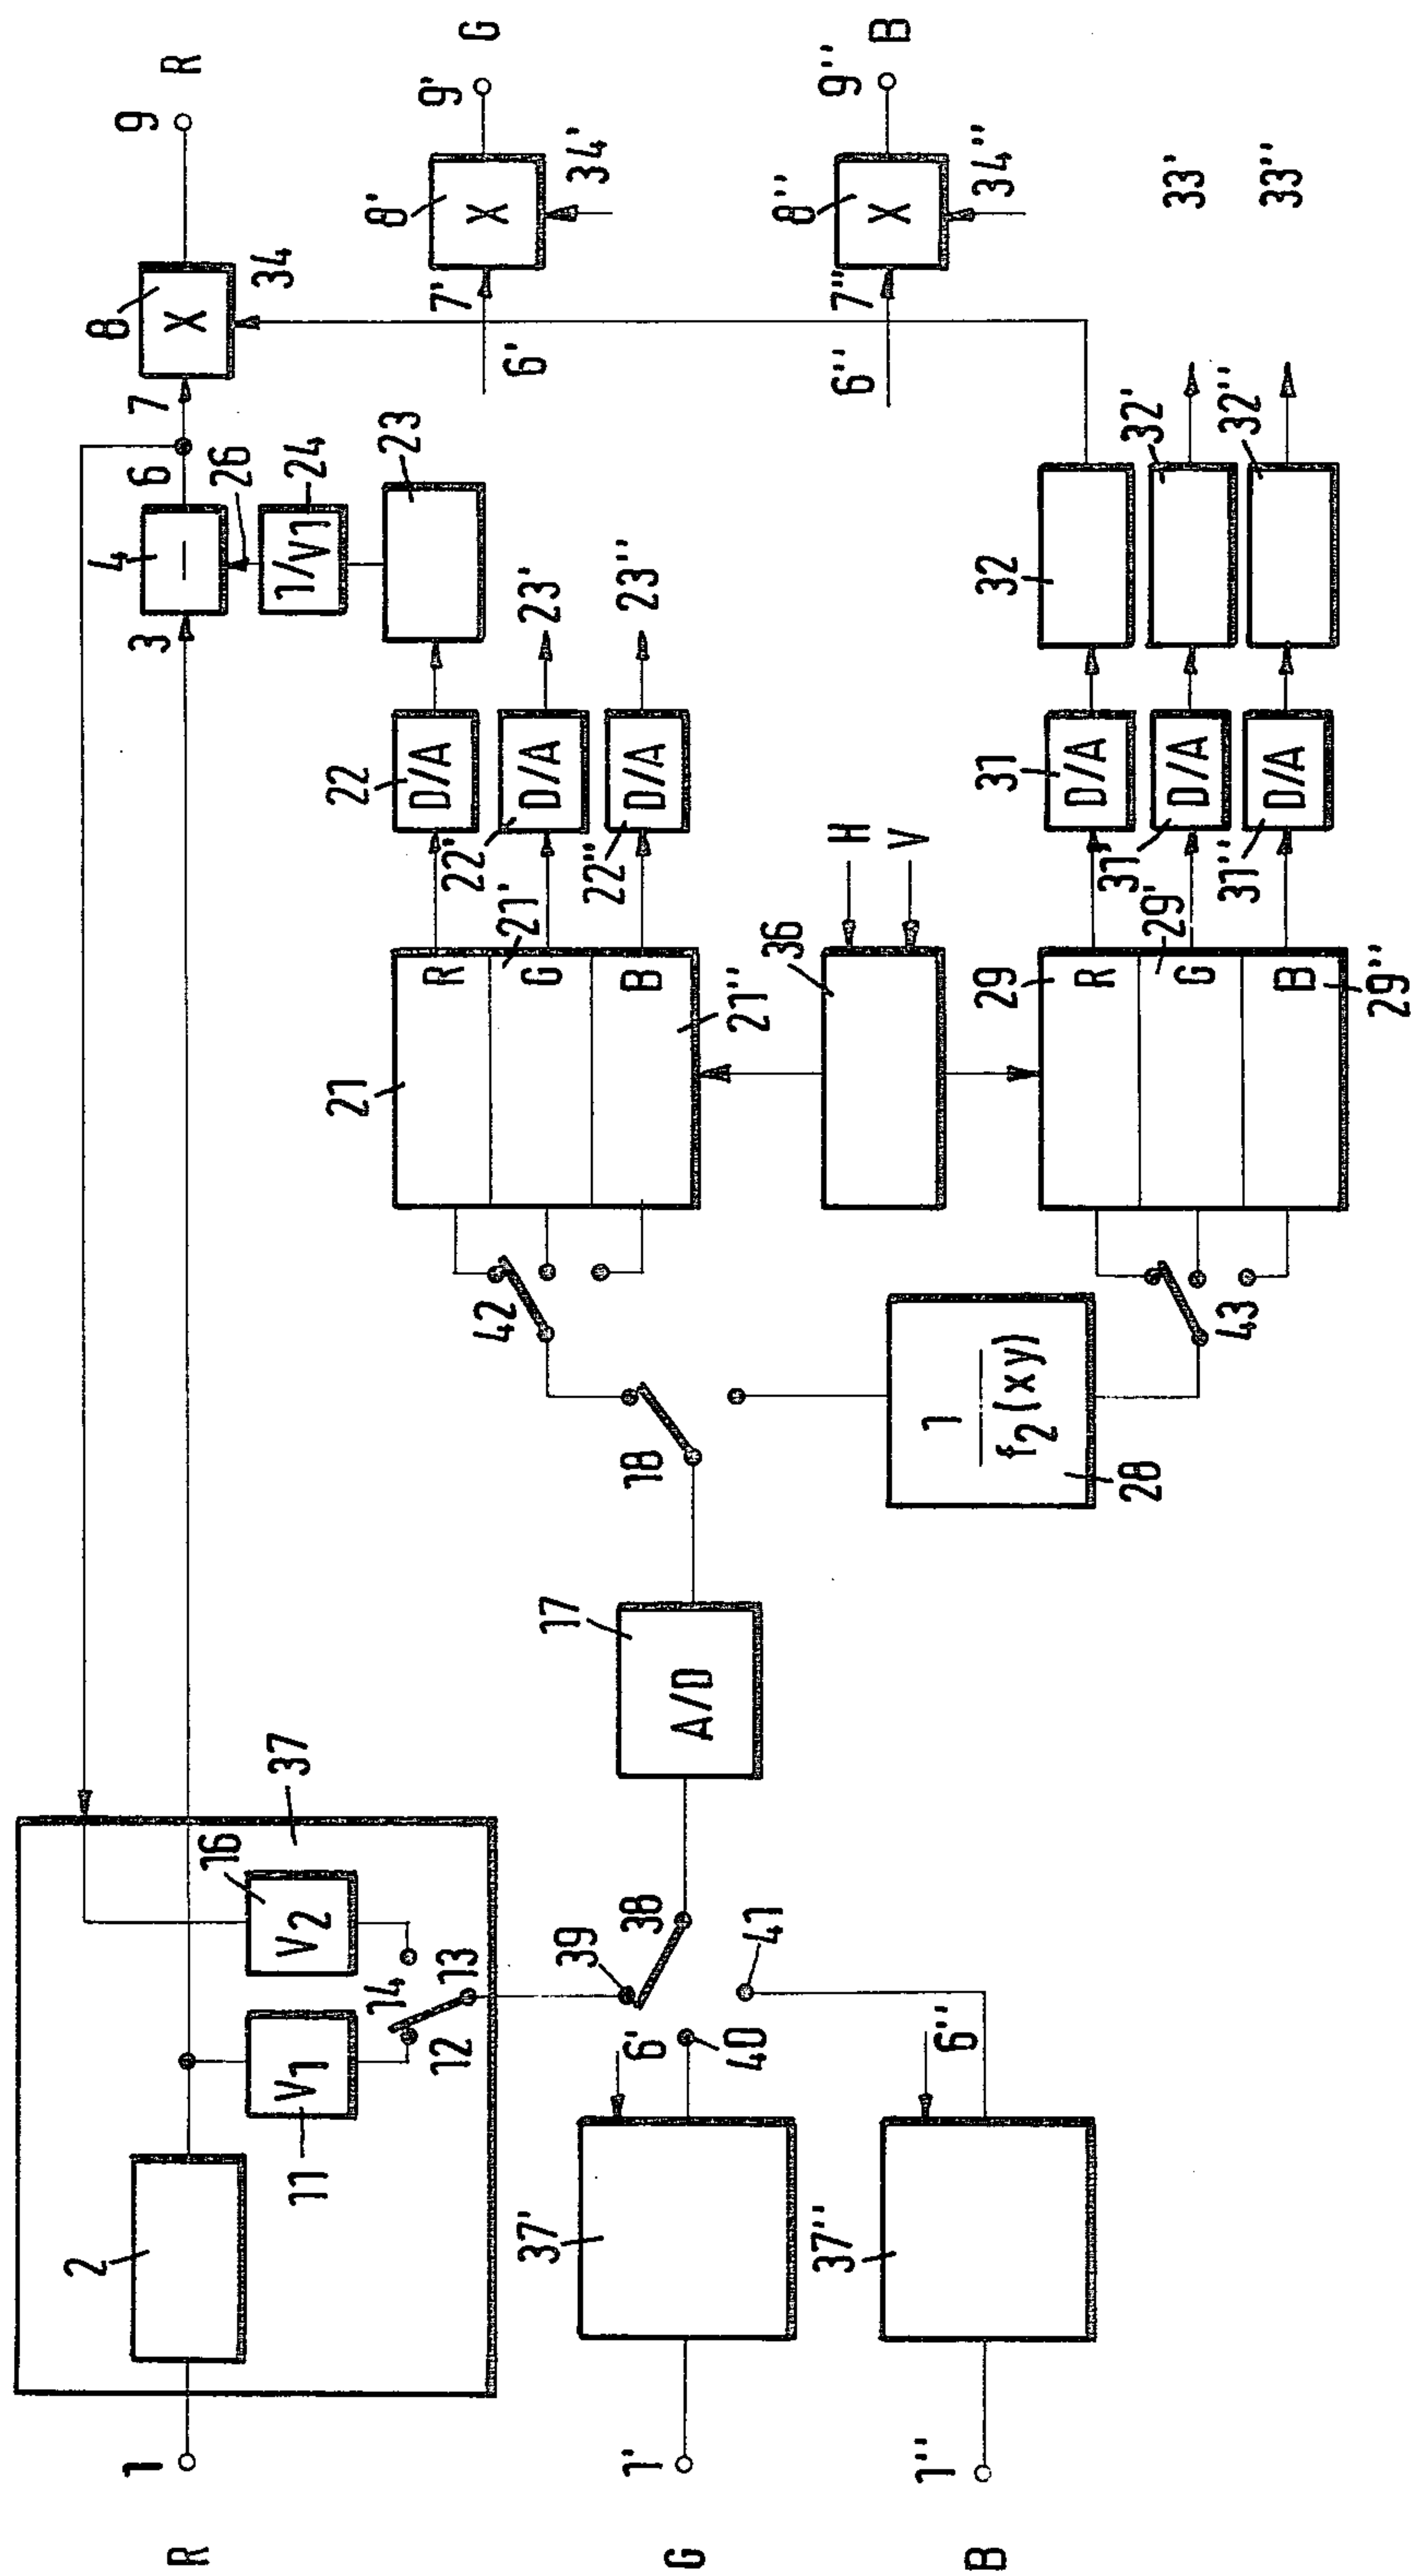 R
1
2
37
V1
11
V2
16
12
13
14
3
4
—
6
7
26
1/V1
24
23
8
X
34
9
R
G
1'
37'
6'
40
39
38
41
A/D
17
18
42
21
R
21'
G
21''
B
22
D/A
22'
D/A
22''
D/A
23'
23''
6'
7'
8'
X
34'
9'
G
B
1''
37''
6''
1
f2(xy)
28
43
36
H
V
29
R
29'
G
29''
B
31
D/A
31'
D/A
31''
D/A
32
32'
32''
33'
33''
6''
7''
8''
X
34''
9''
B